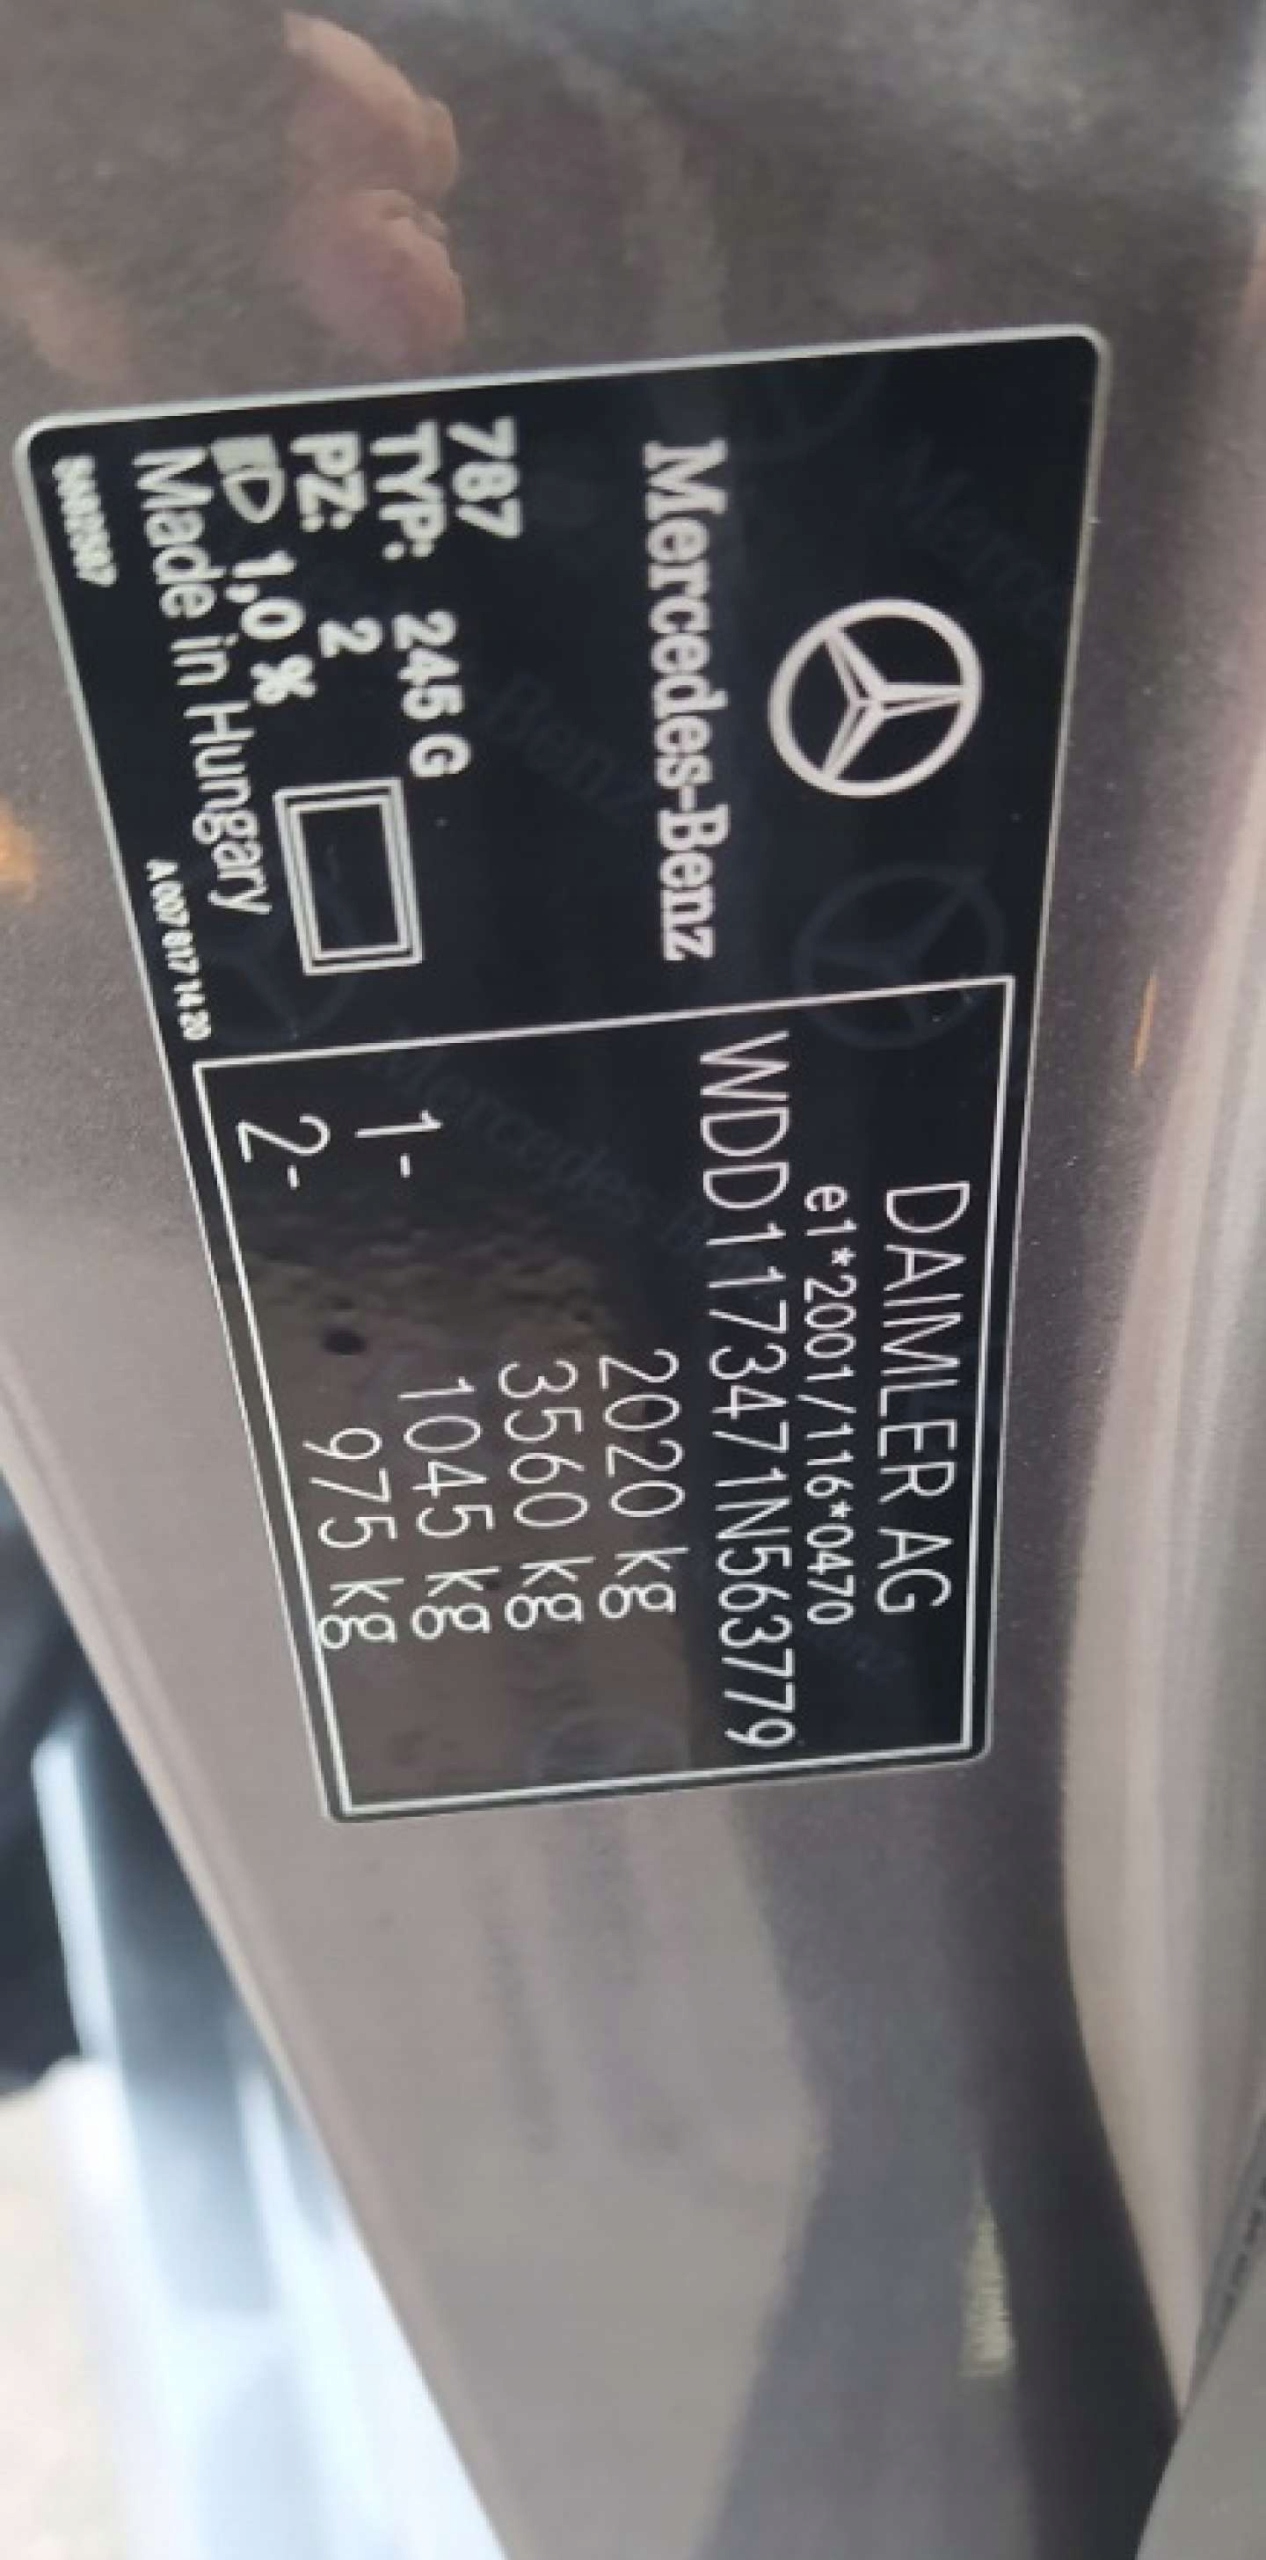 Mercedes-Benz
787
TYP: 245 G
PZ: 2
1,0 %
Made in Hungary
A 007 817 14 20
DAIMLER AG
e1*2001/116*0470
WDD1173471N563779
2020 kg
3560 kg
1- 1045 kg
2- 975 kg